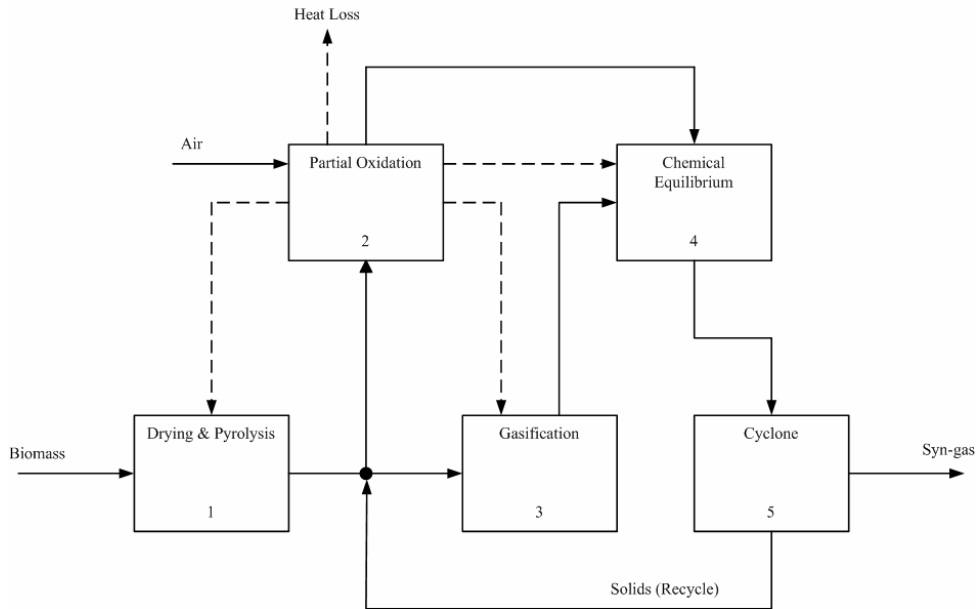 Heat Loss
Air
Partial Oxidation
2
Chemical
Equilibrium
4
Biomass
Drying & Pyrolysis
1
Gasification
3
Cyclone
5
Syn-gas
Solids (Recycle)